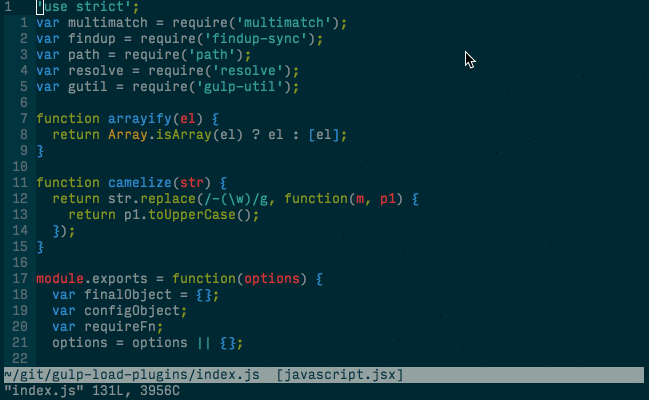 1   'use strict';
  1 var multimatch = require('multimatch');
  2 var findup = require('findup-sync');
  3 var path = require('path');
  4 var resolve = require('resolve');
  5 var gutil = require('gulp-util');
  6
  7 function arrayify(el) {
  8   return Array.isArray(el) ? el : [el];
  9 }
 10
 11 function camelize(str) {
 12   return str.replace(/-(\w)/g, function(m, p1) {
 13     return p1.toUpperCase();
 14   });
 15 }
 16
 17 module.exports = function(options) {
 18   var finalObject = {};
 19   var configObject;
 20   var requireFn;
 21   options = options || {};
 22
~/git/gulp-load-plugins/index.js  [javascript.jsx]
"index.js" 131L, 3956C